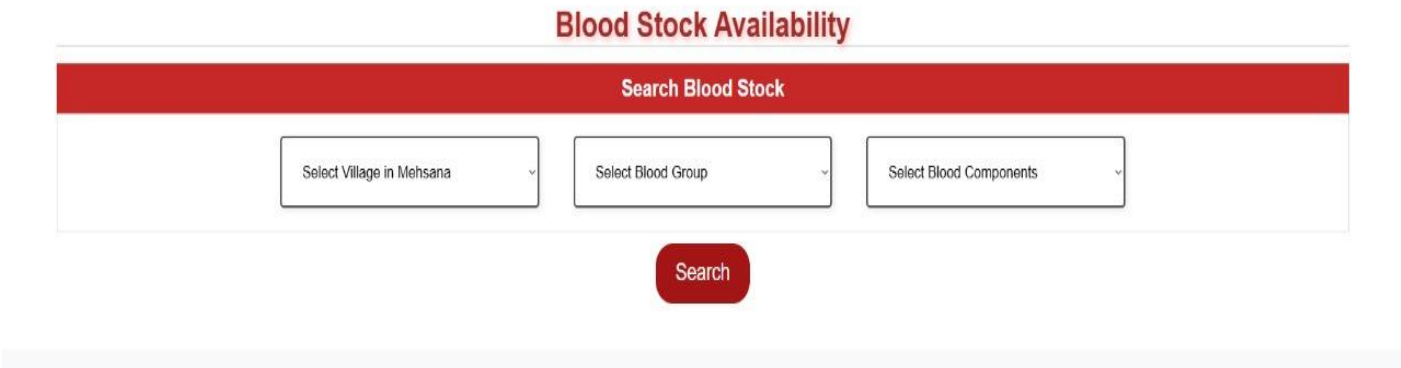 Blood Stock Availability
Search Blood Stock
Select Village in Mehsana
Select Blood Group
Select Blood Components
Search